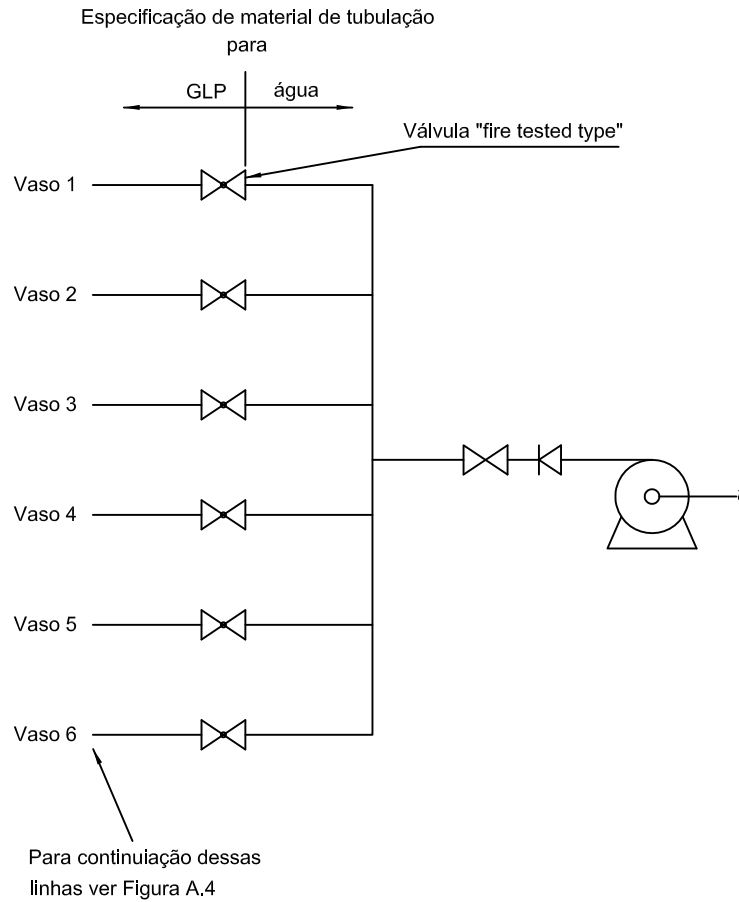 Especificação de material de tubulação
para
GLP
água
Válvula "fire tested type"
Vaso 1
Vaso 2
Vaso 3
Vaso 4
Vaso 5
Vaso 6
Para continuiação dessas
linhas ver Figura A.4